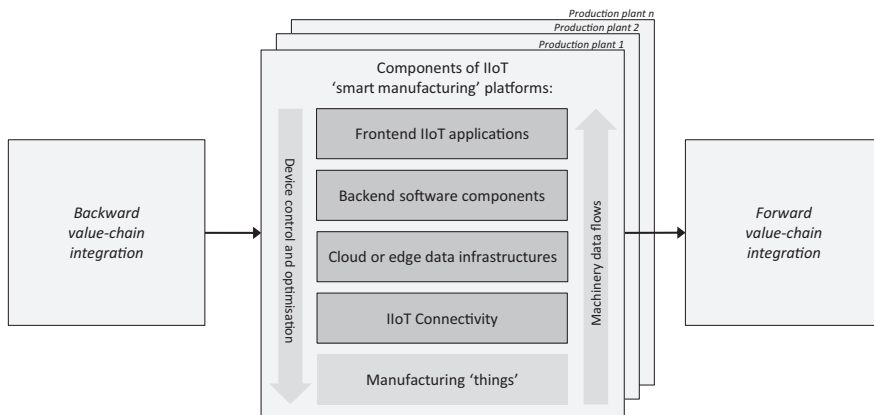 Production plant n
Production plant 2
Production plant 1
Components of IIoT
‘smart manufacturing’ platforms:
Backward
value-chain
integration
Device control and optimisation
Frontend IIoT applications
Backend software components
Cloud or edge data infrastructures
IIoT Connectivity
Manufacturing ‘things’
Machinery data flows
Forward
value-chain
integration